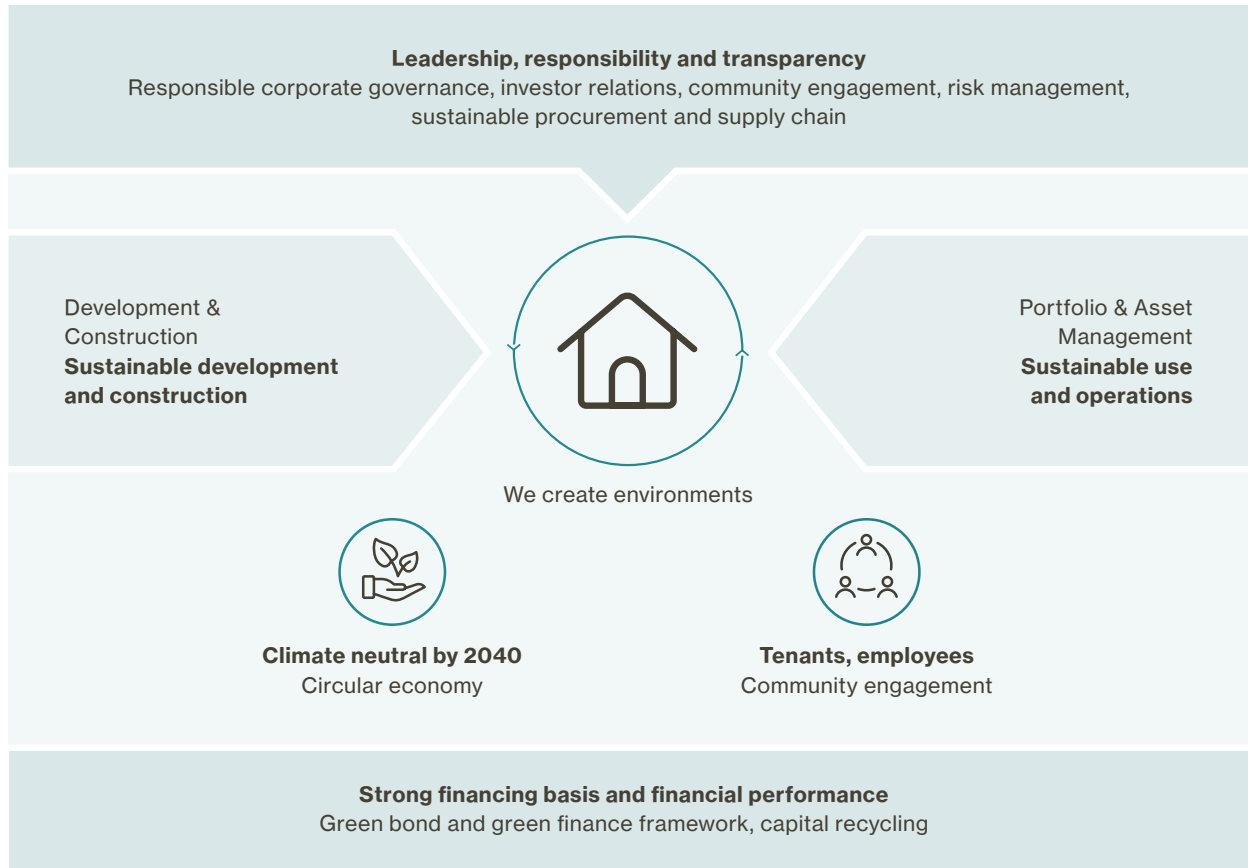 Leadership, responsibility and transparency
Responsible corporate governance, investor relations, community engagement, risk management,
sustainable procurement and supply chain
Development &
Construction
Sustainable development
and construction
Portfolio & Asset
Management
Sustainable use
and operations
We create environments
Climate neutral by 2040
Circular economy
Tenants, employees
Community engagement
Strong financing basis and financial performance
Green bond and green finance framework, capital recycling